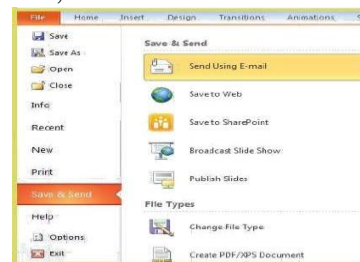 File Home Insert Design Transitions Animations
Save
Save As
Open
Close
Info
Recent
New
Print
Save & Send
Help
Options
Exit
Save & Send
Send Using E-mail
Save to Web
Save to SharePoint
Broadcast Slide Show
Publish Slides
File Types
Change File Type
Create PDF/XPS Document